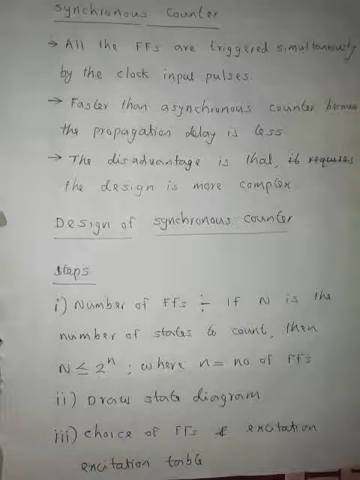 Synchronous Counter
→ All the FFs are triggered simultaneously
by the clock input pulses.
→ Faster than asynchronous counter because
the propagation delay is less
→ The disadvantage is that, it requires
the design is more complex
Design of synchronous counter
Steps
i) Number of FFs ÷ If N is the
number of states to count, then
N ≤ 2ⁿ ; where n = no of FFs
ii) Draw state diagram
iii) choice of FFs & excitation
excitation table